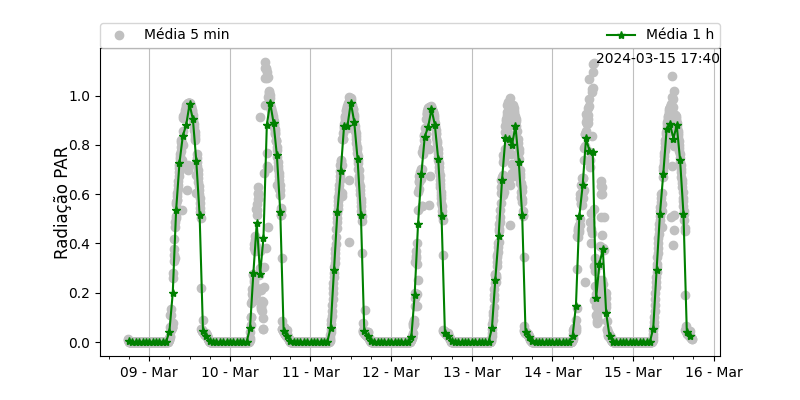 Média 5 min
Média 1 h
2024-03-15 17:40
Radiação PAR
1.0
0.8
0.6
0.4
0.2
0.0
09 - Mar
10 - Mar
11 - Mar
12 - Mar
13 - Mar
14 - Mar
15 - Mar
16 - Mar